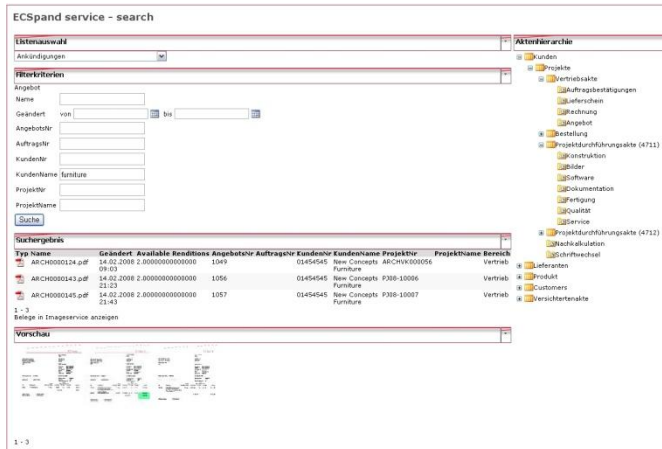 ECSpand service - search
Listenauswahl
Ankündigungen
Filterkriterien
Angebot
Name
Geändert von bis
AngebotsNr
AuftragsNr
KundenNr
KundenName furniture
ProjektNr
ProjektName
Suche
Suchergebnis
Typ Name Geändert Available Renditions AngebotsNr AuftragsNr KundenNr KundenName ProjektNr ProjektName Bereich
ARCH0000124.pdf 14.02.2008 2.00000000000000 1049 01454545 New Concepts ARCHVK000056 Vertrieb
09:03 Furniture
ARCH0000143.pdf 14.02.2008 2.00000000000000 1056 01454545 New Concepts PJ08-10006 Vertrieb
21:23 Furniture
ARCH0000145.pdf 14.02.2008 2.00000000000000 1057 01454545 New Concepts PJ08-10007 Vertrieb
21:43 Furniture
1 - 3
Belege in Imageservice anzeigen
Vorschau
1 - 3
Aktenhierarchie
Kunden
Projekte
Vertriebsakte
Auftragsbestätigungen
Lieferschein
Rechnung
Angebot
Bestellung
Projektdurchführungsakte (4711)
Konstruktion
Bilder
Software
Dokumentation
Fertigung
Qualität
Service
Projektdurchführungsakte (4712)
Nachkalkulation
Schriftwechsel
Lieferanten
Produkt
Customers
Versichertenakte